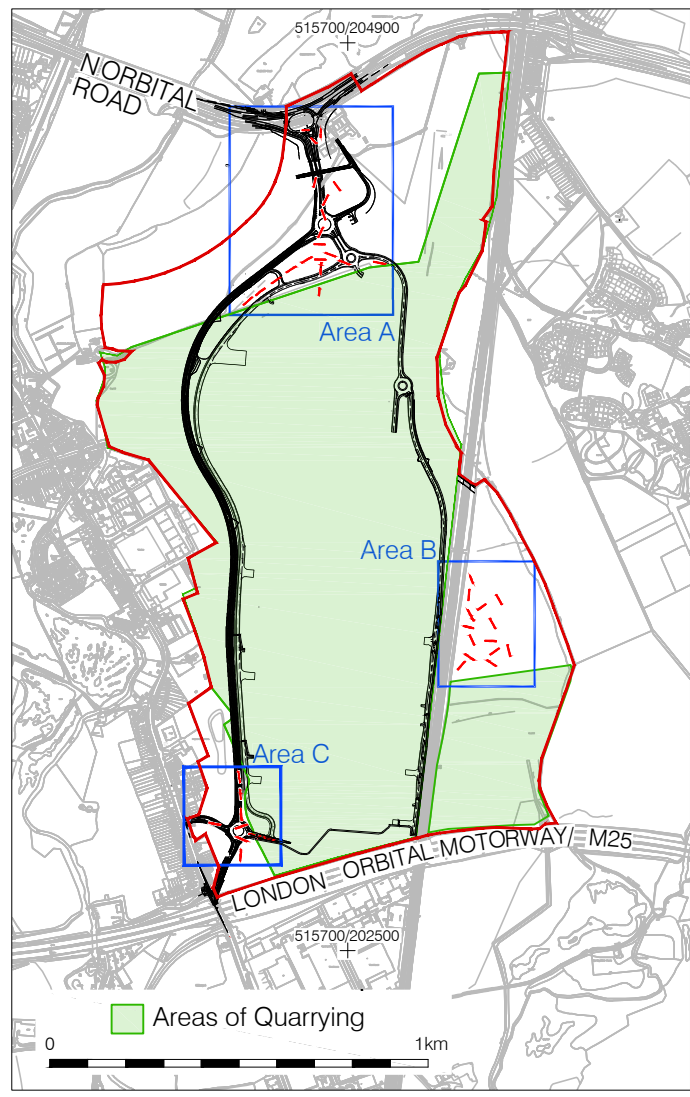 515700/204900
NORBITAL
ROAD
Area A
Area B
Area C
LONDON ORBITAL MOTORWAY/ M25
515700/202500
Areas of Quarrying
0 1km